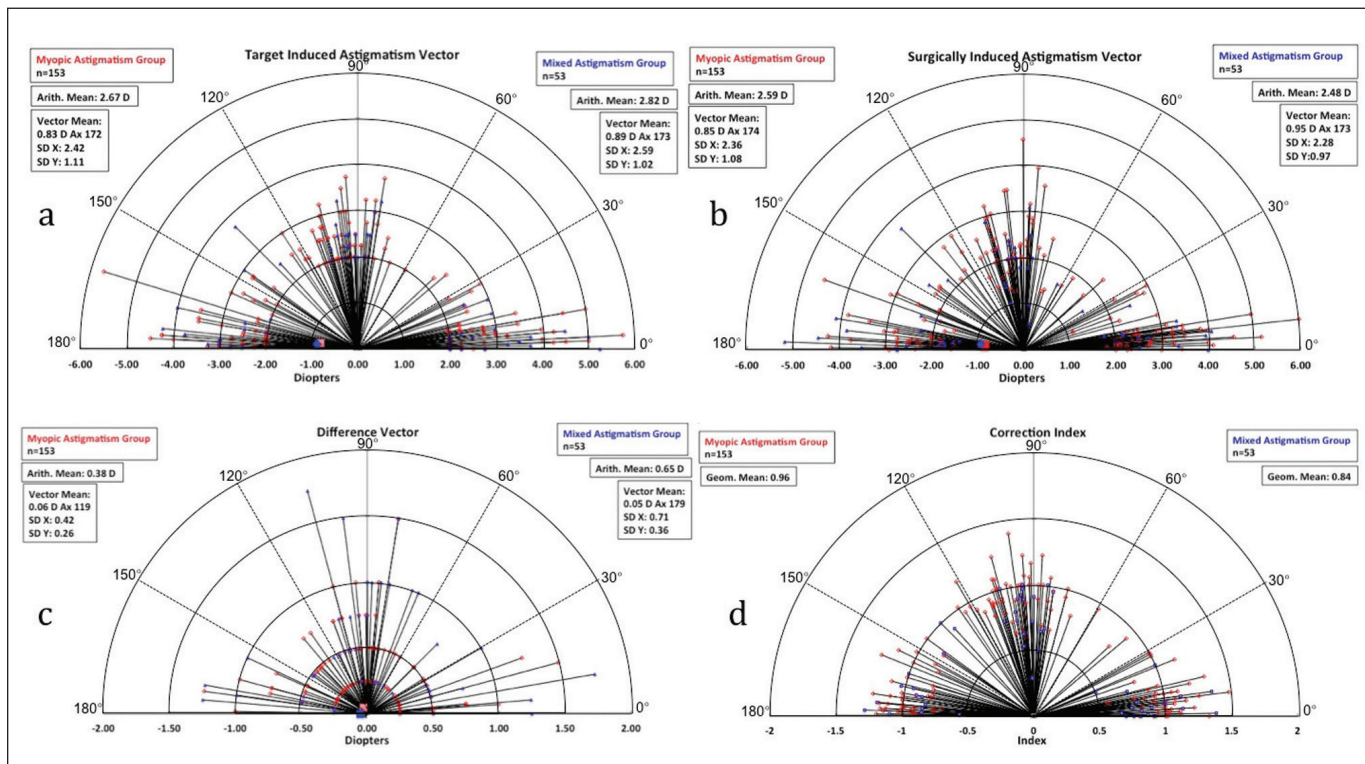 Target Induced Astigmatism Vector
Myopic Astigmatism Group
n=153
Arith. Mean: 2.67 D
Vector Mean:
0.83 D Ax 172
SD X: 2.42
SD Y: 1.11
Mixed Astigmatism Group
n=53
Arith. Mean: 2.82 D
Vector Mean:
0.89 D Ax 173
SD X: 2.59
SD Y: 1.02
a
90°
120°
60°
150°
30°
180°
0°
-6.00 -5.00 -4.00 -3.00 -2.00 -1.00 0.00 1.00 2.00 3.00 4.00 5.00 6.00
Diopters
Surgically Induced Astigmatism Vector
Myopic Astigmatism Group
n=153
Arith. Mean: 2.59 D
Vector Mean:
0.85 D Ax 174
SD X: 2.36
SD Y: 1.08
Mixed Astigmatism Group
n=53
Arith. Mean: 2.48 D
Vector Mean:
0.95 D Ax 173
SD X: 2.28
SD Y:0.97
b
90°
120°
60°
150°
30°
180°
0°
-6.00 -5.00 -4.00 -3.00 -2.00 -1.00 0.00 1.00 2.00 3.00 4.00 5.00 6.00
Diopters
Difference Vector
Myopic Astigmatism Group
n=153
Arith. Mean: 0.38 D
Vector Mean:
0.06 D Ax 119
SD X: 0.42
SD Y: 0.26
Mixed Astigmatism Group
n=53
Arith. Mean: 0.65 D
Vector Mean:
0.05 D Ax 179
SD X: 0.71
SD Y: 0.36
c
90°
120°
60°
150°
30°
180°
0°
-2.00 -1.50 -1.00 -0.50 0.00 0.50 1.00 1.50 2.00
Diopters
Correction Index
Myopic Astigmatism Group
n=153
Geom. Mean: 0.96
Mixed Astigmatism Group
n=53
Geom. Mean: 0.84
d
90°
120°
60°
150°
30°
180°
0°
-2 -1.5 -1 -0.5 0 0.5 1 1.5 2
Index